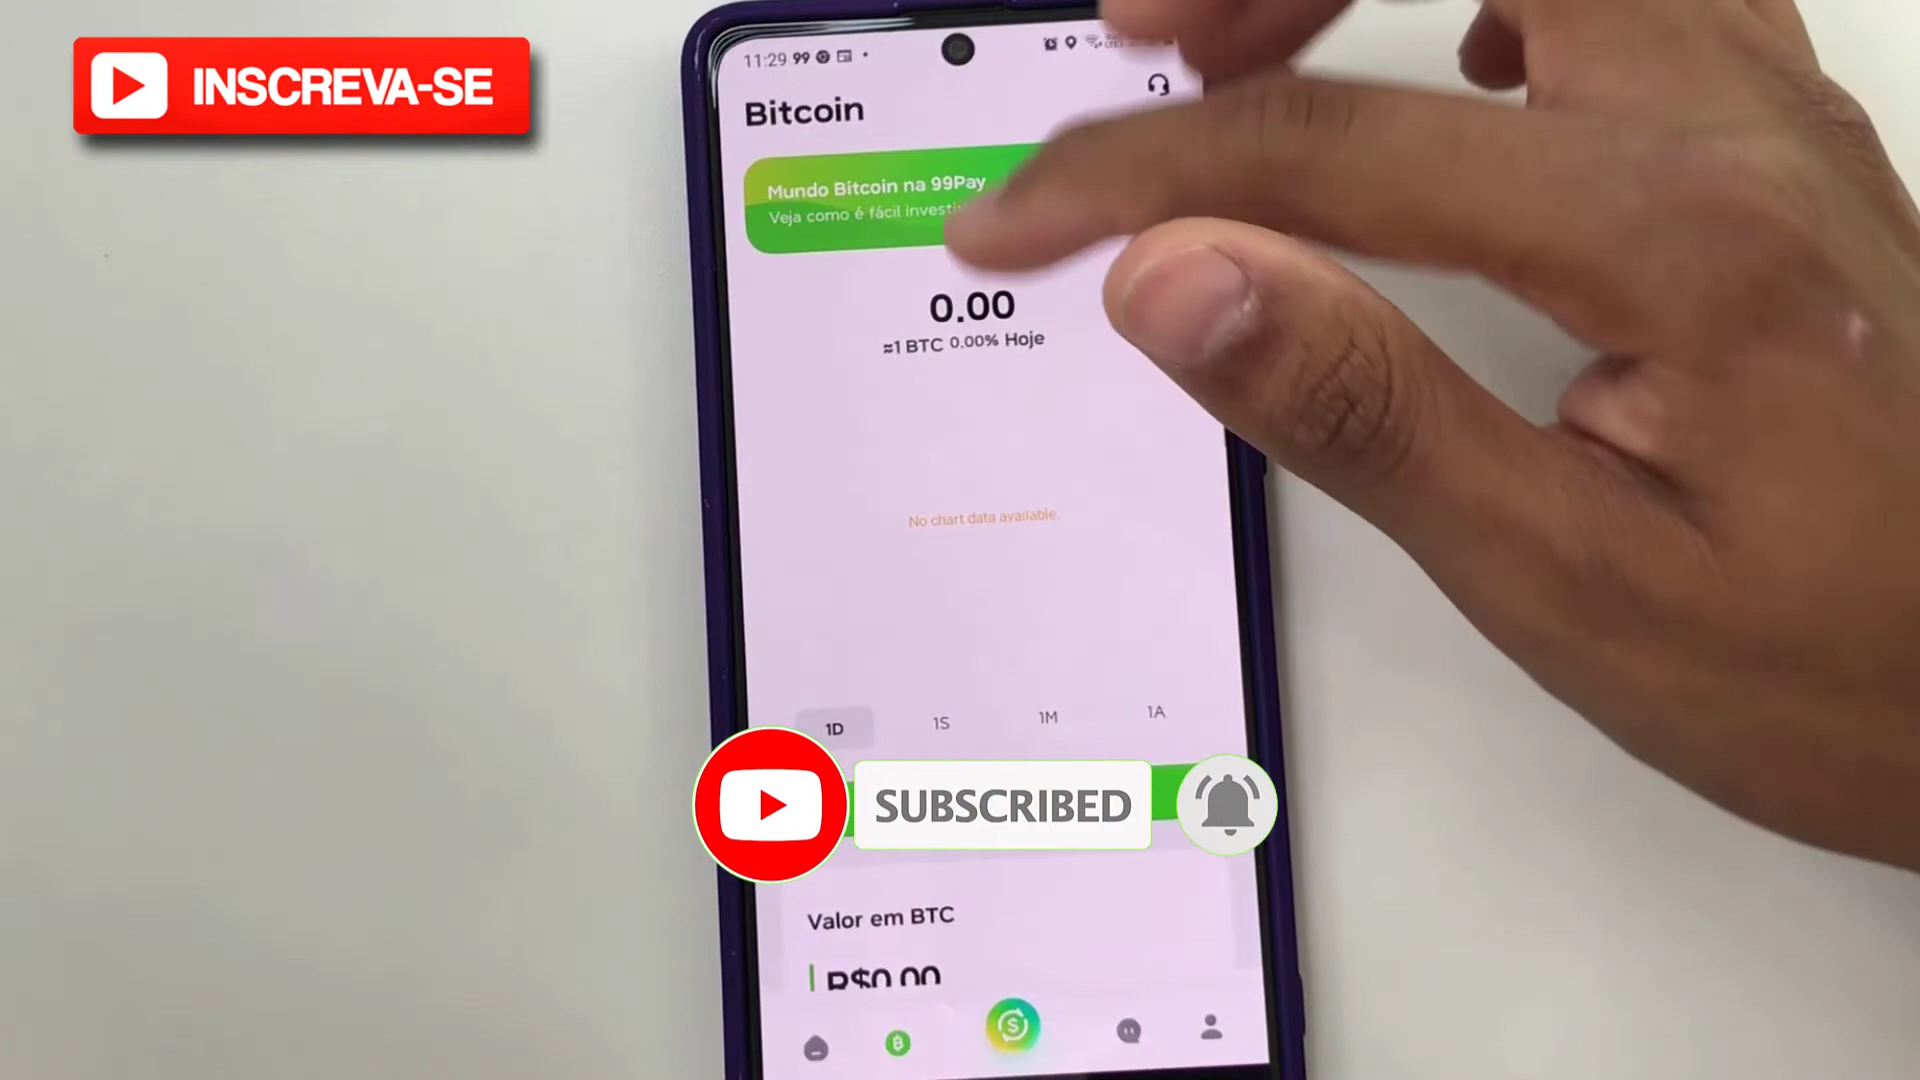 INSCREVA-SE
11:29 99
Bitcoin
Mundo Bitcoin na 99Pay
Veja como é fácil
0.00
≈1 BTC 0.00% Hoje
No chart data available.
1D 1S 1M 1A
SUBSCRIBED
Valor em BTC
R$0.00